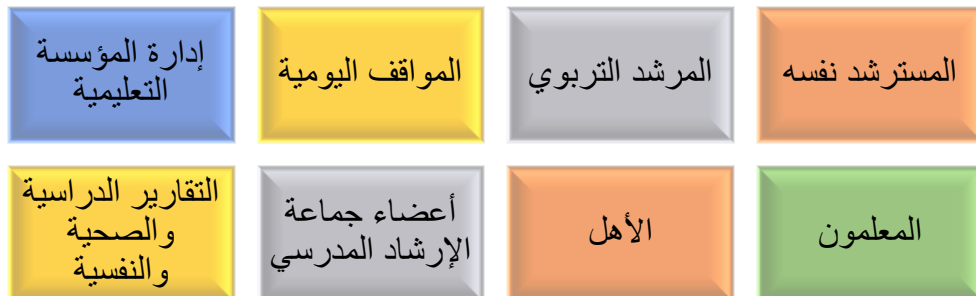 المسترشد نفسه
المرشد التربوي
المواقف اليومية
إدارة المؤسسة
التعليمية
المعلمون
الأهل
أعضاء جماعة
الإرشاد المدرسي
التقارير الدراسية
والصحية
والنفسية